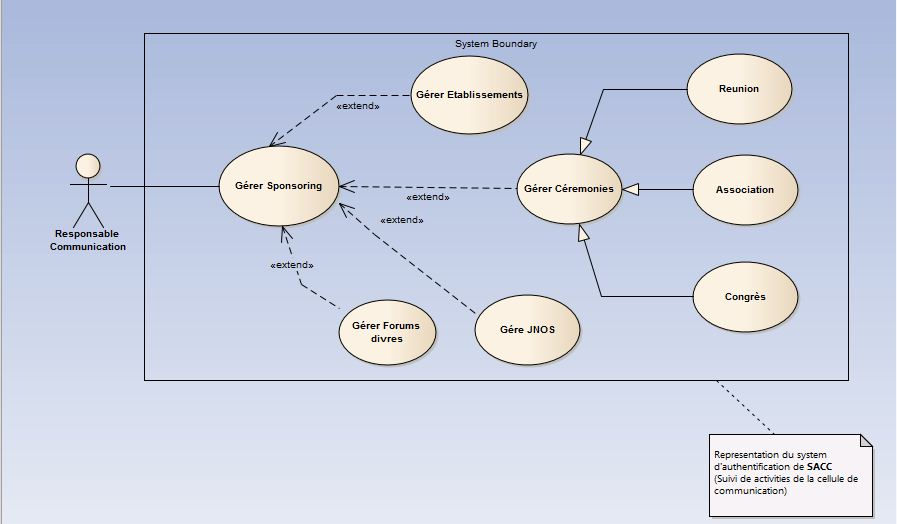 System Boundary
Gérer Etablissements
Reunion
«extend»
Gérer Sponsoring
Gérer Céremonies
Association
«extend»
«extend»
Responsable
Communication
«extend»
Congrès
Gérer Forums
divres
Gére JNOS
Representation du system
d'authentification de SACC
(Suivi de activities de la cellule de
communication)